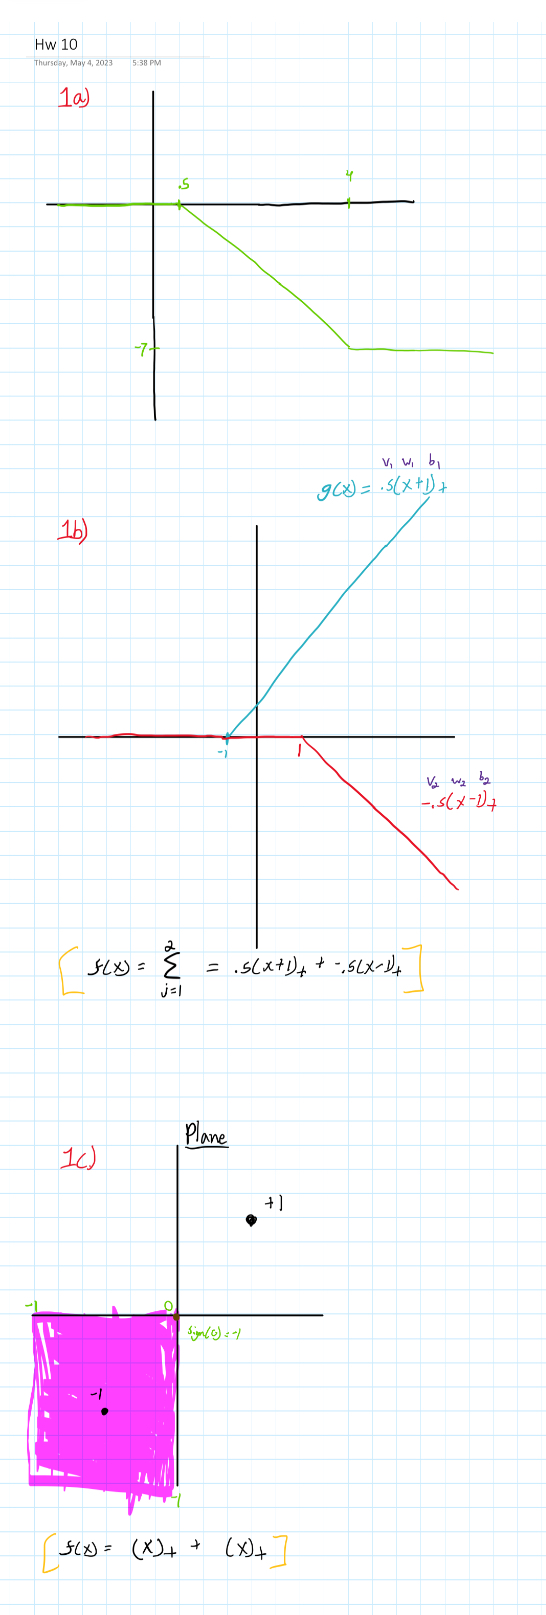 Hw 10
Thursday, May 4, 2023 5:38 PM
1a)
.5
4
-7
v₁ w₁ b₁
g(x) = .5(x+1)₊
1b)
-1
1
v₂ w₂ b₂
-.5(x-1)₊
[ f(x) = 2 Σ j=1 = .5(x+1)₊ + -.5(x-1)₊ ]
Plane
1c)
+1
-1
0
sign(0) = -1
-1
-1
[ f(x) = (x)₊ + (x)₊ ]